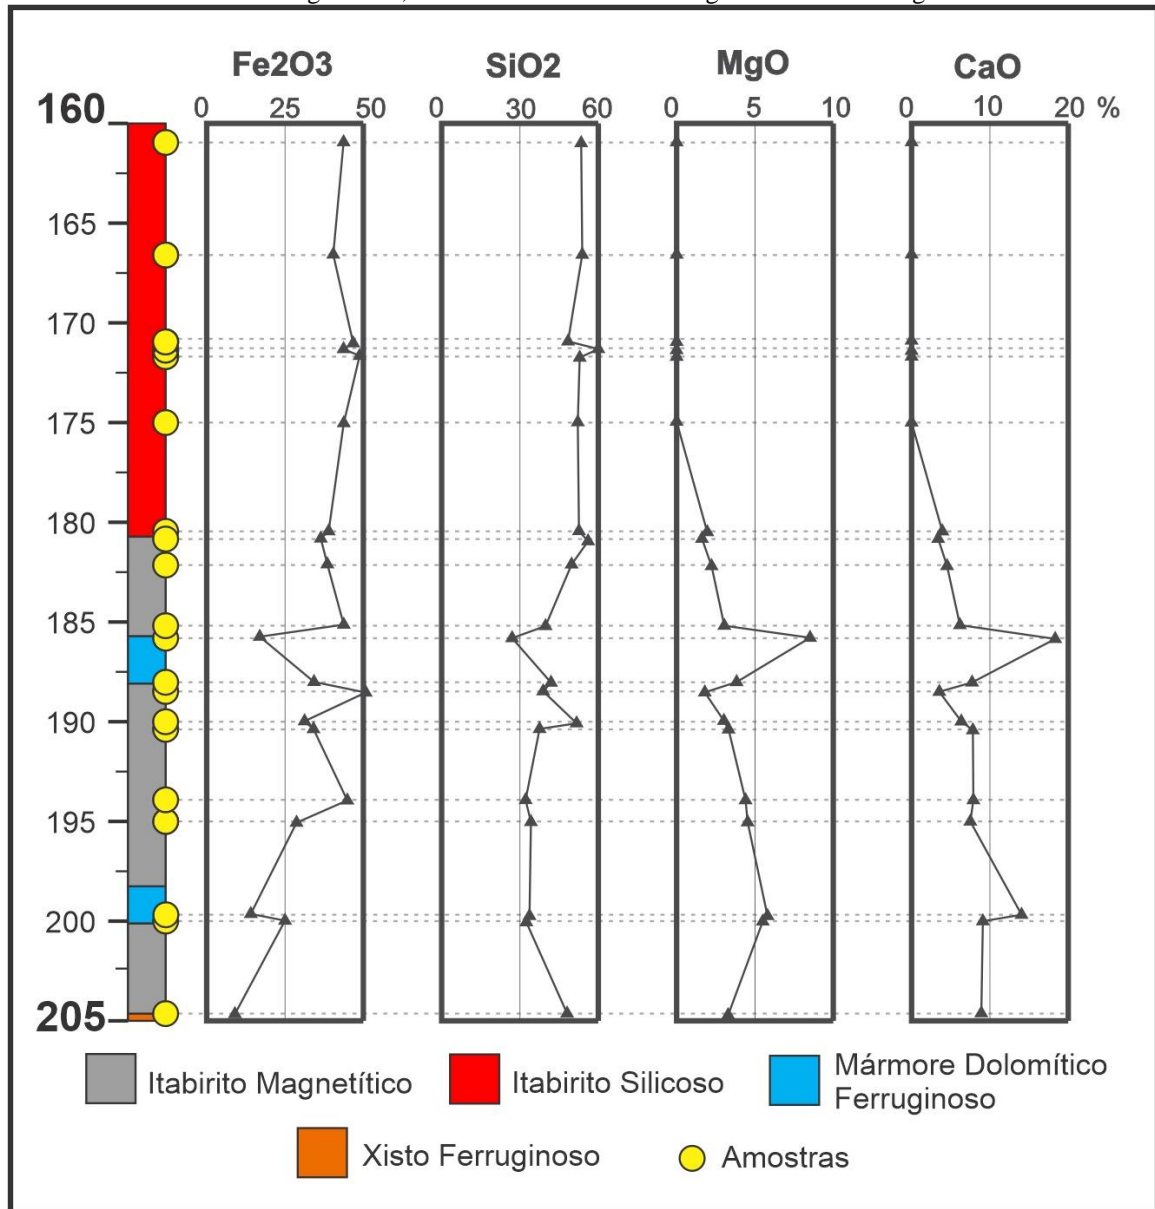 Fe2O3 SiO2 MgO CaO
0 25 50 0 30 60 0 5 10 0 10 20 %
160
165
170
175
180
185
190
195
200
205
Itabirito Magnetítico
Itabirito Silicoso
Mármore Dolomítico
Ferruginoso
Xisto Ferruginoso
Amostras